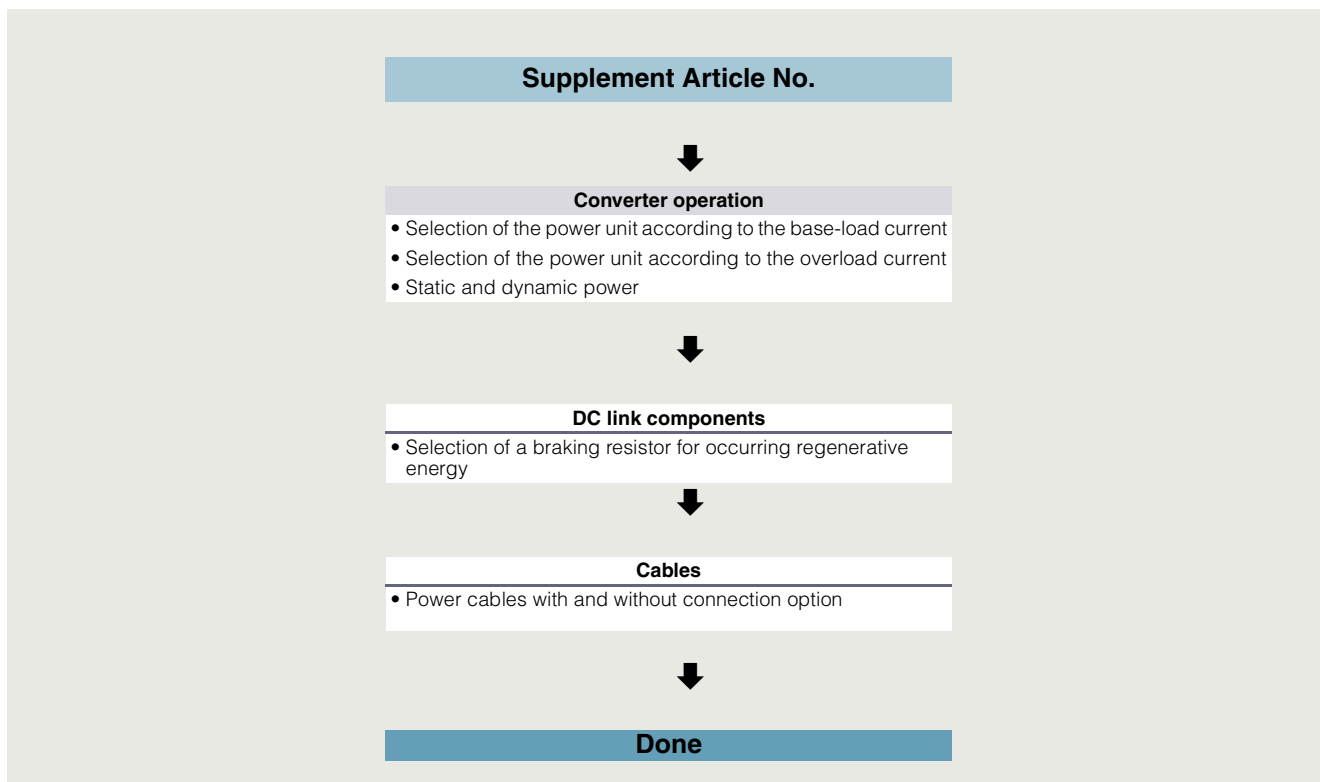 Supplement Article No.
Converter operation
• Selection of the power unit according to the base-load current
• Selection of the power unit according to the overload current
• Static and dynamic power
DC link components
• Selection of a braking resistor for occurring regenerative
energy
Cables
• Power cables with and without connection option
Done